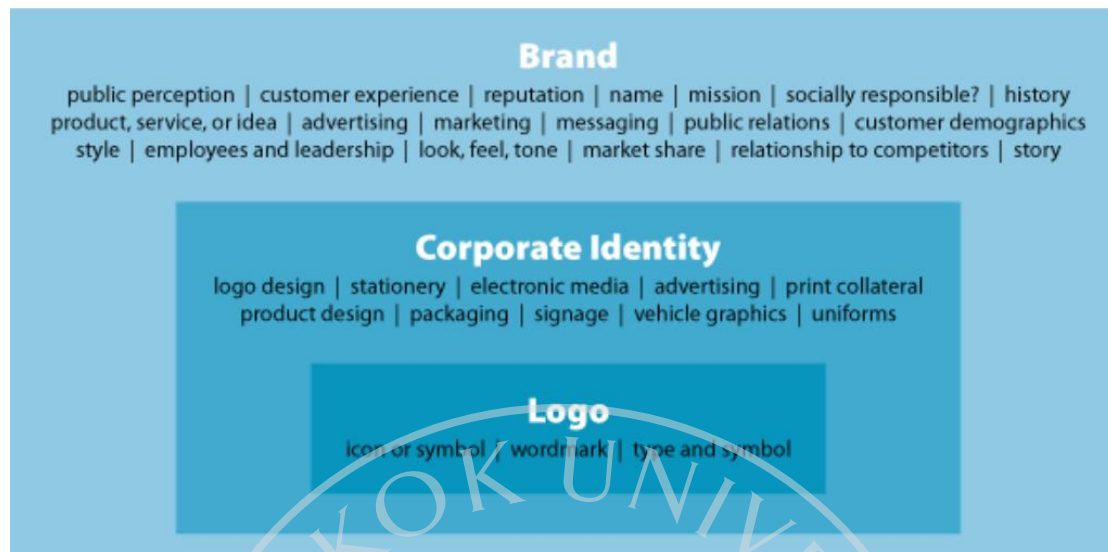 Brand
public perception | customer experience | reputation | name | mission | socially responsible? | history
product, service, or idea | advertising | marketing | messaging | public relations | customer demographics
style | employees and leadership | look, feel, tone | market share | relationship to competitors | story
Corporate Identity
logo design | stationery | electronic media | advertising | print collateral
product design | packaging | signage | vehicle graphics | uniforms
Logo
icon or symbol | wordmark | type and symbol
KOK UNIV